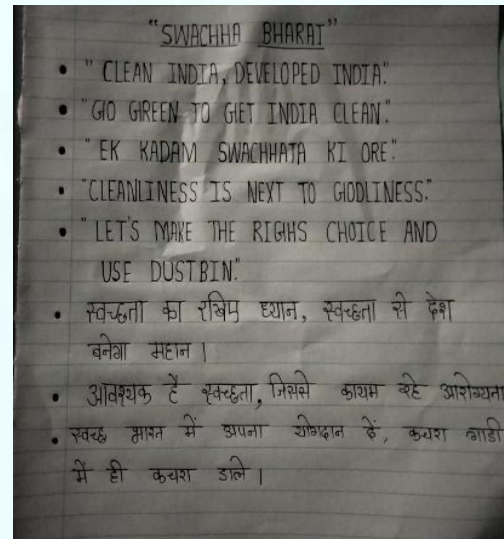 "SWACHHA BHARAT"
• "CLEAN INDIA, DEVELOPED INDIA."
• "GO GREEN TO GET INDIA CLEAN."
• "EK KADAM SWACHHATA KI ORE."
• "CLEANLINESS IS NEXT TO GODLINESS."
• "LET'S MAKE THE RIGHS CHOICE AND
USE DUSTBIN."
• स्वच्छता का रखिए ध्यान, स्वच्छता से देश
बनेगा महान।
• आवश्यक है स्वच्छता, जिससे कायम रहे आरोग्यता
• स्वच्छ भारत में अपना योगदान दें, कचरा गाडी
में ही कचरा डाले।